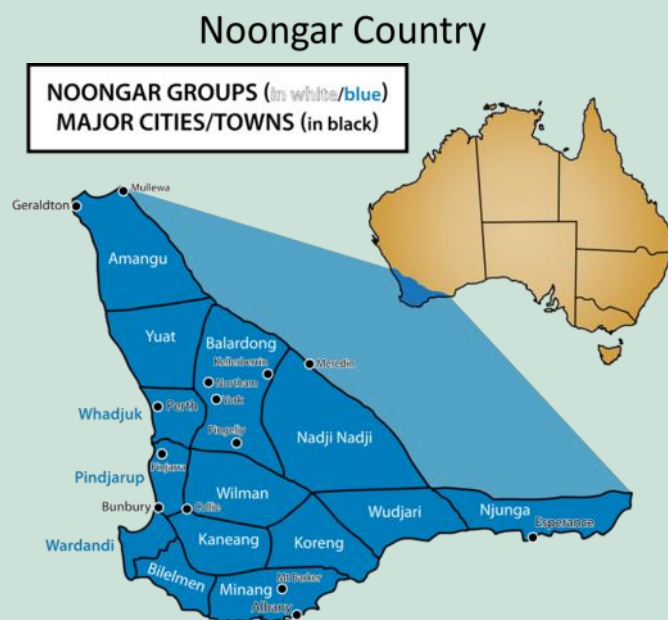 Noongar Country
NOONGAR GROUPS (in white/blue)
MAJOR CITIES/TOWNS (in black)
Mullewa
Geraldton
Amangu
Yuat
Balardong
Kellerberrin
Meredin
Northam
York
Whadjuk
Perth
Pingelly
Nadji Nadji
Pinjarra
Pindjarup
Wilman
Bunbury
Collie
Wudjari
Njunga
Esperance
Wardandi
Kaneang
Koreng
Bilelmen
Minang
Mt Barker
Albany